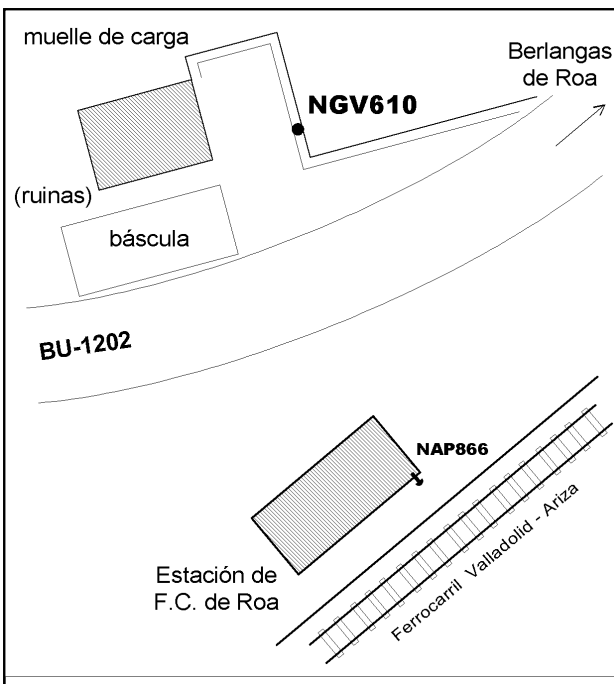 muelle de carga
Berlangas
de Roa
NGV610
(ruinas)
báscula
BU-1202
NAP866
Estación de
F.C. de Roa
Ferrocarril Valladolid - Ariza